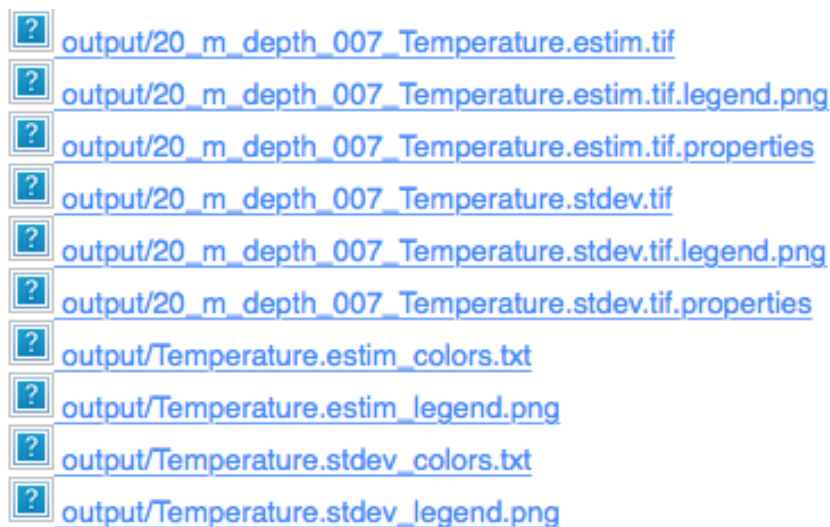 output/20_m_depth_007_Temperature.estim.tif
output/20_m_depth_007_Temperature.estim.tif.legend.png
output/20_m_depth_007_Temperature.estim.tif.properties
output/20_m_depth_007_Temperature.stdev.tif
output/20_m_depth_007_Temperature.stdev.tif.legend.png
output/20_m_depth_007_Temperature.stdev.tif.properties
output/Temperature.estim_colors.txt
output/Temperature.estim_legend.png
output/Temperature.stdev_colors.txt
output/Temperature.stdev_legend.png